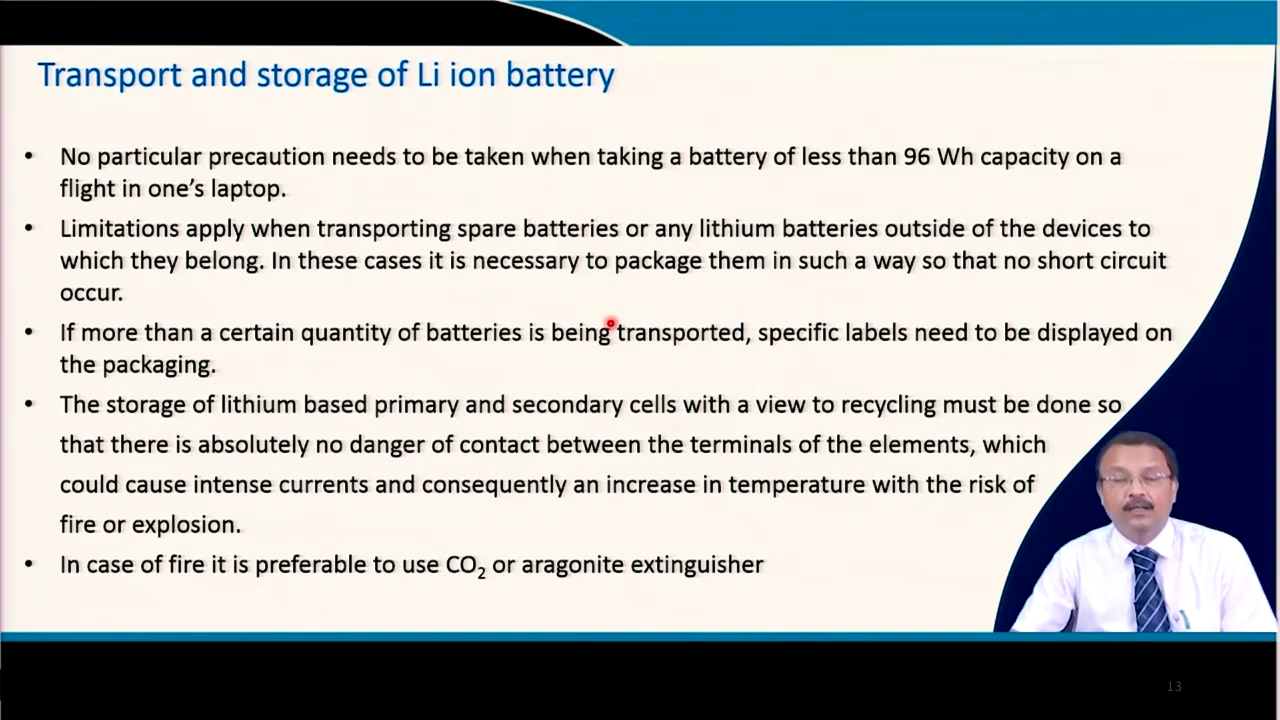 Transport and storage of Li ion battery
• No particular precaution needs to be taken when taking a battery of less than 96 Wh capacity on a
flight in one’s laptop.
• Limitations apply when transporting spare batteries or any lithium batteries outside of the devices to
which they belong. In these cases it is necessary to package them in such a way so that no short circuit
occur.
• If more than a certain quantity of batteries is being transported, specific labels need to be displayed on
the packaging.
• The storage of lithium based primary and secondary cells with a view to recycling must be done so
that there is absolutely no danger of contact between the terminals of the elements, which
could cause intense currents and consequently an increase in temperature with the risk of
fire or explosion.
• In case of fire it is preferable to use CO₂ or aragonite extinguisher
13